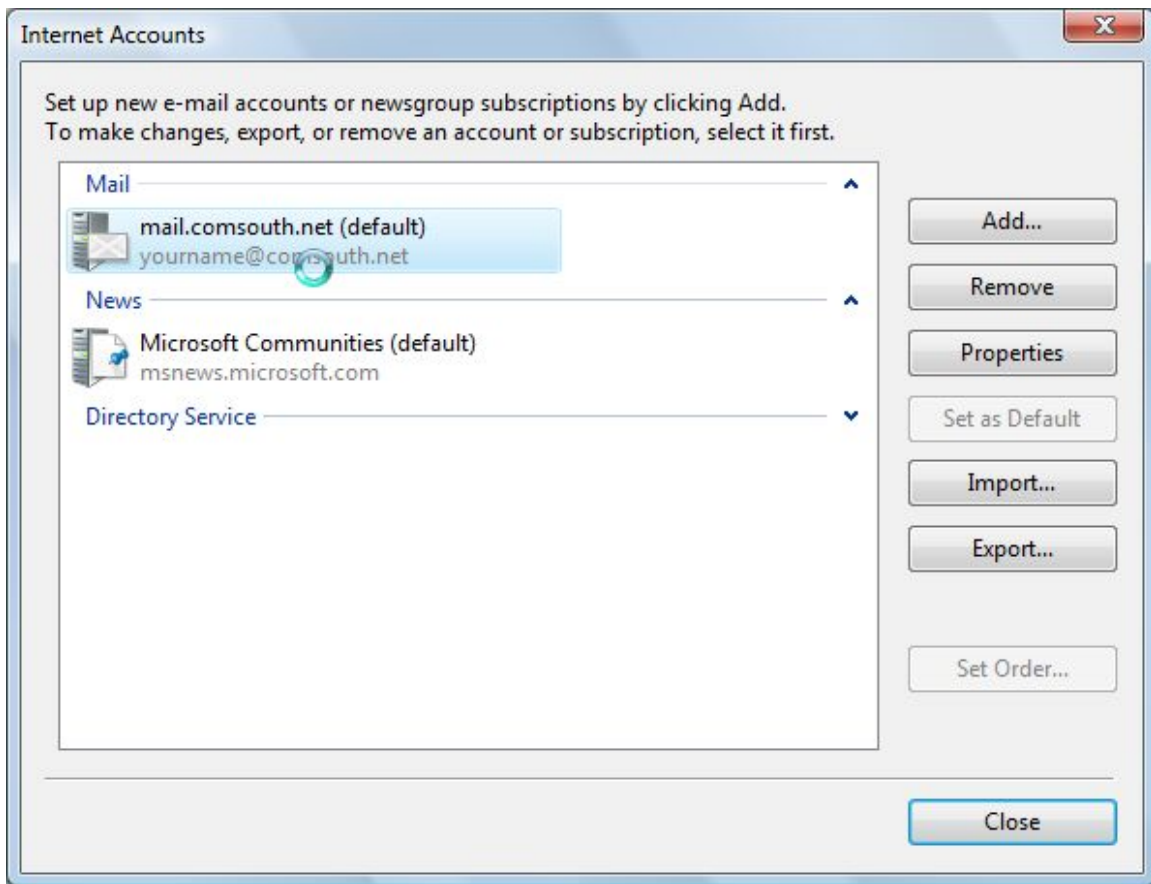 Internet Accounts
Set up new e-mail accounts or newsgroup subscriptions by clicking Add.
To make changes, export, or remove an account or subscription, select it first.
Mail
mail.comsouth.net (default)
yourname@comsouth.net
News
Microsoft Communities (default)
msnews.microsoft.com
Directory Service
Add...
Remove
Properties
Set as Default
Import...
Export...
Set Order...
Close